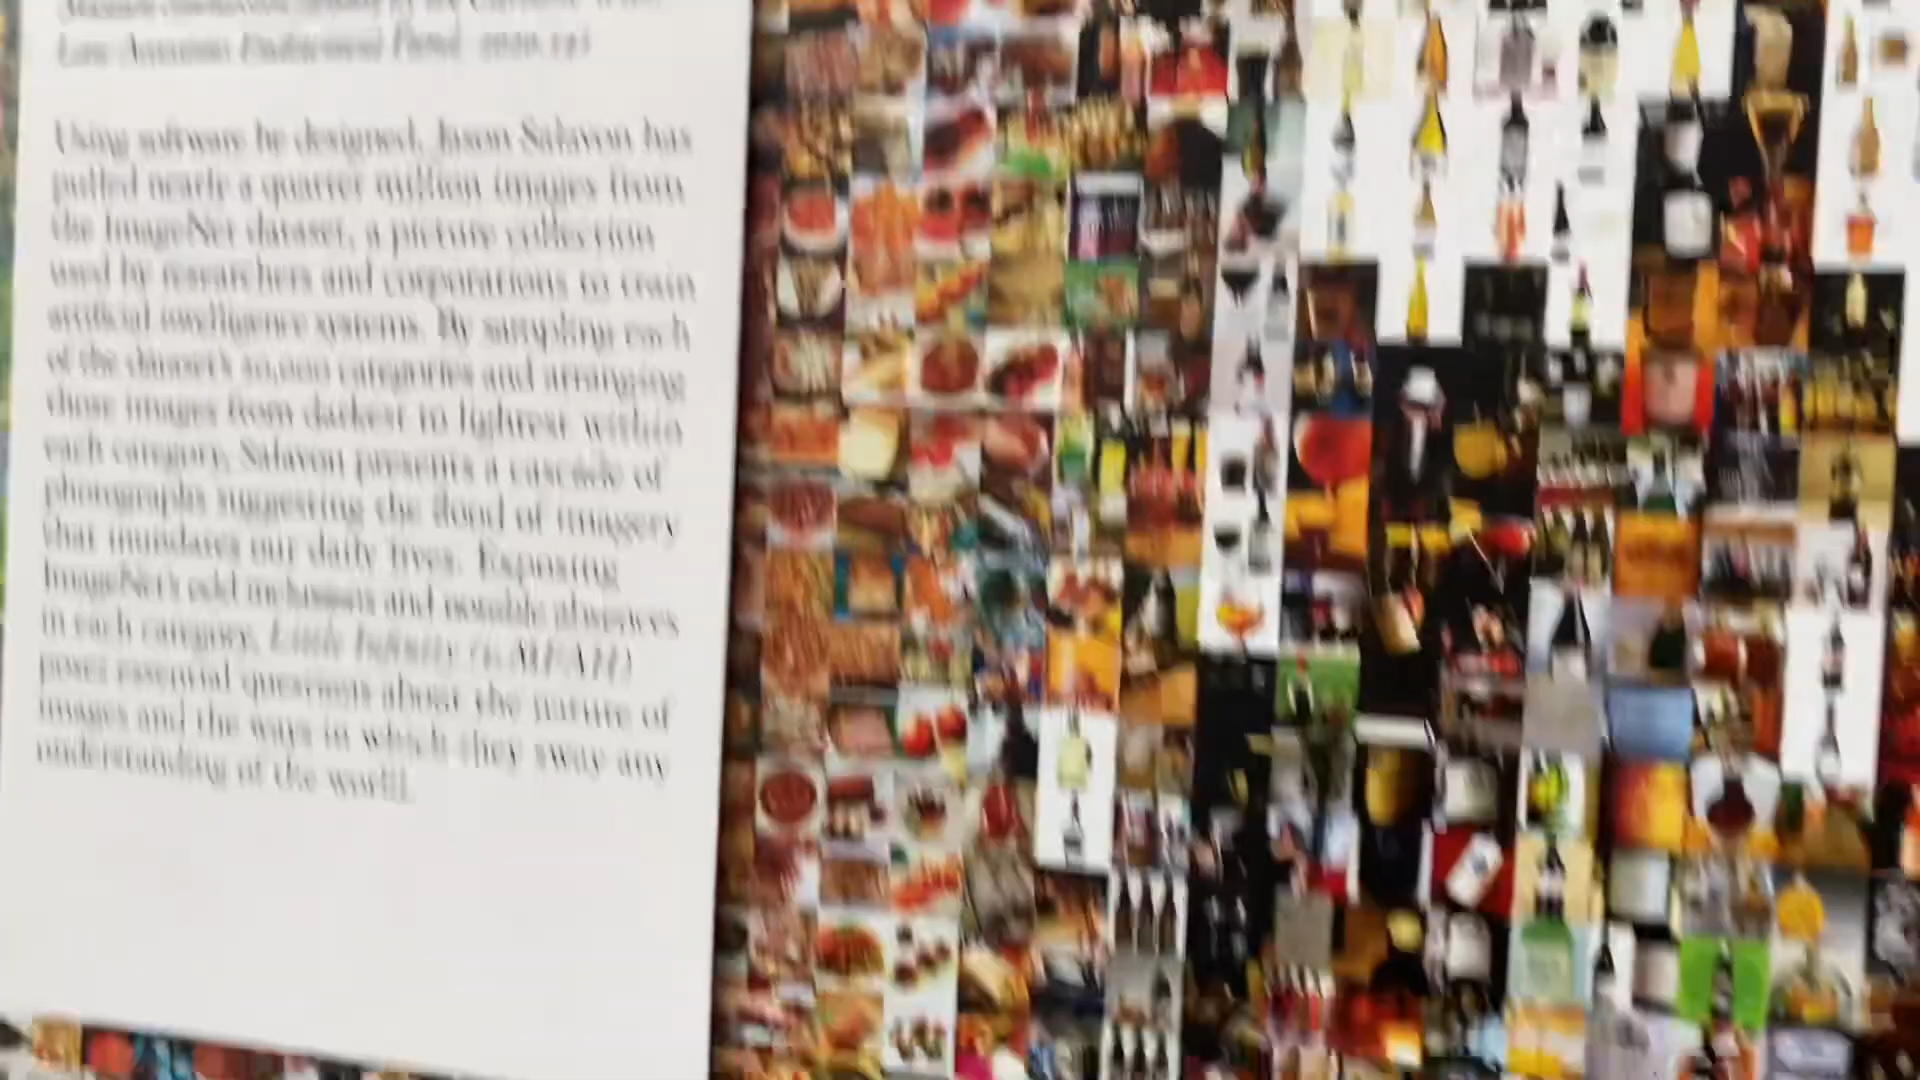 Using software he designed, Jason Salavon has
pulled nearly a quarter million images from
the ImageNet dataset, a picture collection
used by researchers and corporations to train
artificial intelligence systems. By sampling each
of the dataset's 10,000 categories and arranging
those images from darkest to lightest within
each category, Salavon presents a cascade of
photographs suggesting the flood of imagery
that inundates our daily lives. Exposing
ImageNet's odd inclusions and notable absences
in each category, Little Infinity
poses essential questions about the nature of
images and the ways in which they sway any
understanding of the world.